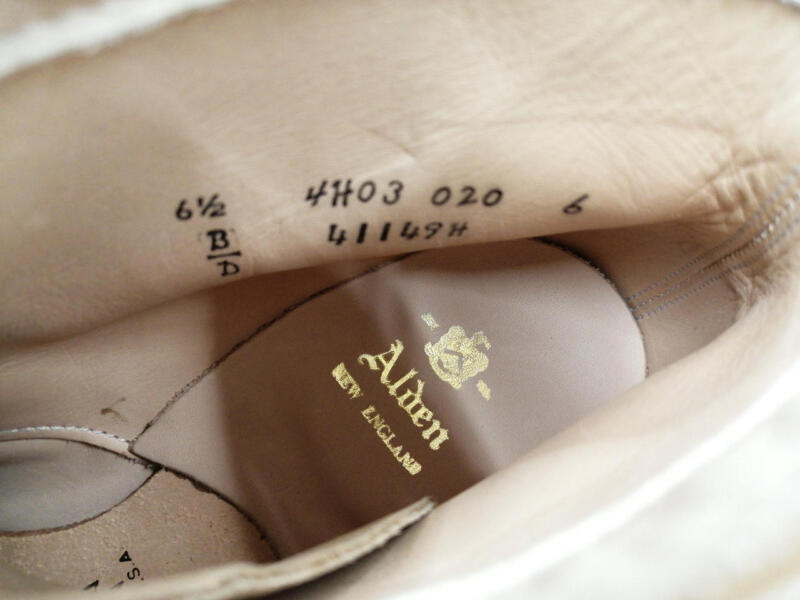 6½ 4H03 020 6
B/D 41149H
Alden
NEW ENGLAND
S.A